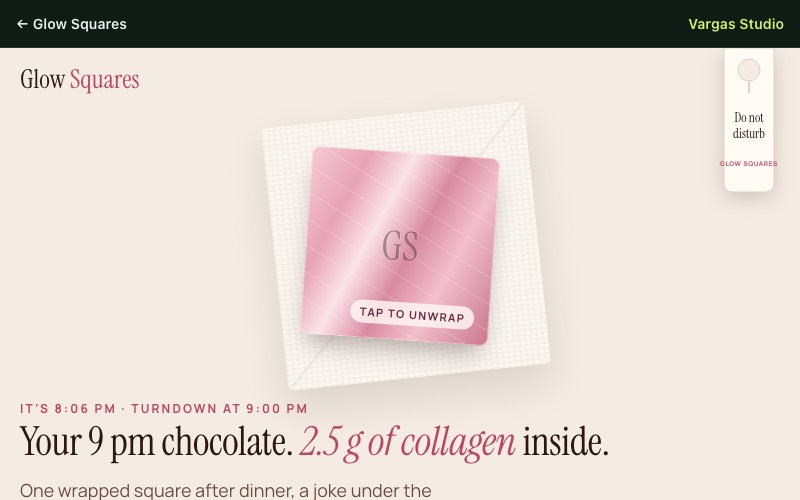 ← Glow Squares
Vargas Studio
Glow Squares
Do not
disturb
GLOW SQUARES
GS
TAP TO UNWRAP
IT'S 8:06 PM · TURNDOWN AT 9:00 PM
Your 9 pm chocolate. 2.5 g of collagen inside.
One wrapped square after dinner, a joke under the